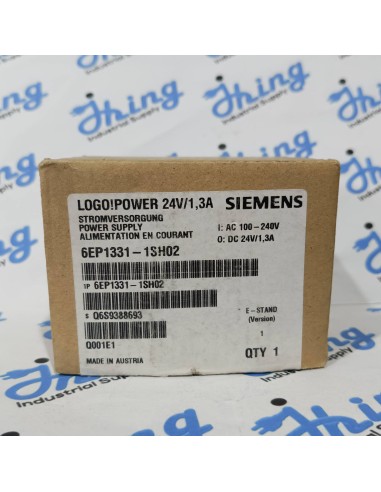 LOGO!POWER 24V/1,3A SIEMENS
STROMVERSORGUNG
POWER SUPPLY I: AC 100-240V
ALIMENTATION EN COURANT O: DC 24V/1,3A
6EP1331-1SH02
1P 6EP1331-1SH02
S Q6S9388693
E-STAND
(Version)
1
Q001E1
MADE IN AUSTRIA
QTY 1
Jhing
Industrial Supply